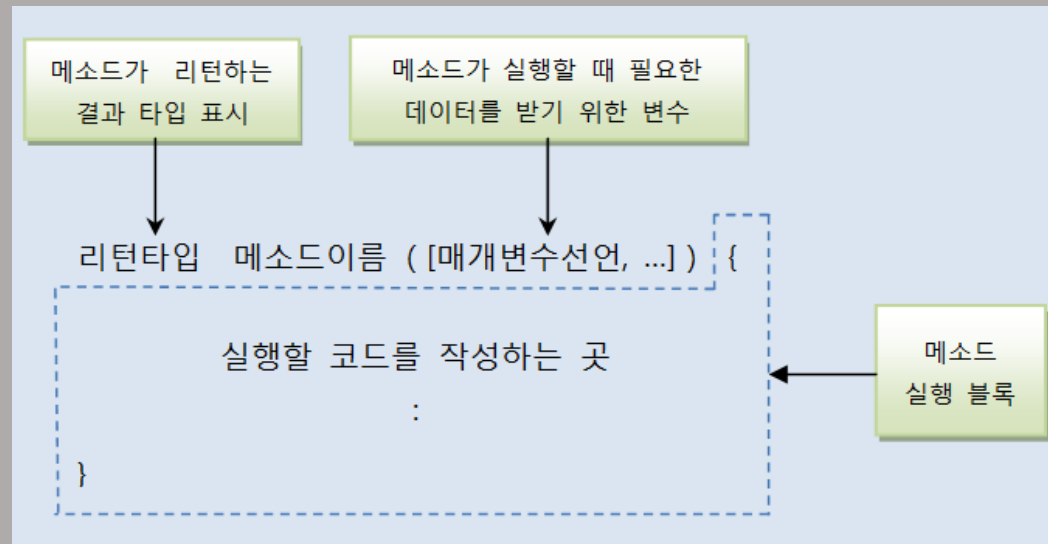 메소드가 리턴하는
결과 타입 표시
메소드가 실행할 때 필요한
데이터를 받기 위한 변수
리턴타입 메소드이름 ( [매개변수선언, ...] ) {
실행할 코드를 작성하는 곳
:
}
메소드
실행 블록